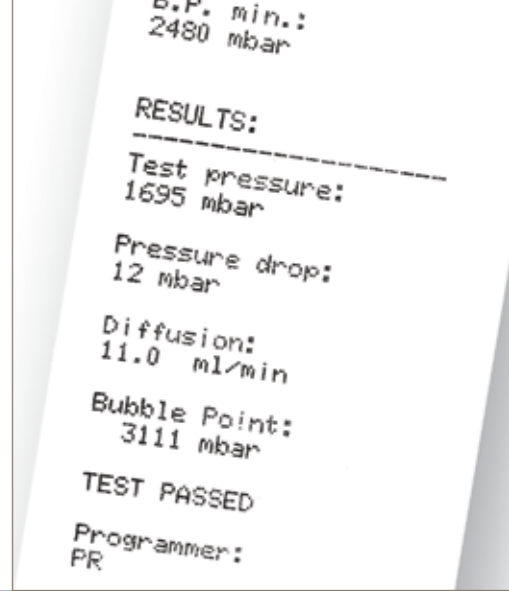 B.P. min.:
2480 mbar
RESULTS:
--------------------
Test pressure:
1695 mbar
Pressure drop:
12 mbar
Diffusion:
11.0 ml/min
Bubble Point:
3111 mbar
TEST PASSED
Programmer:
PR